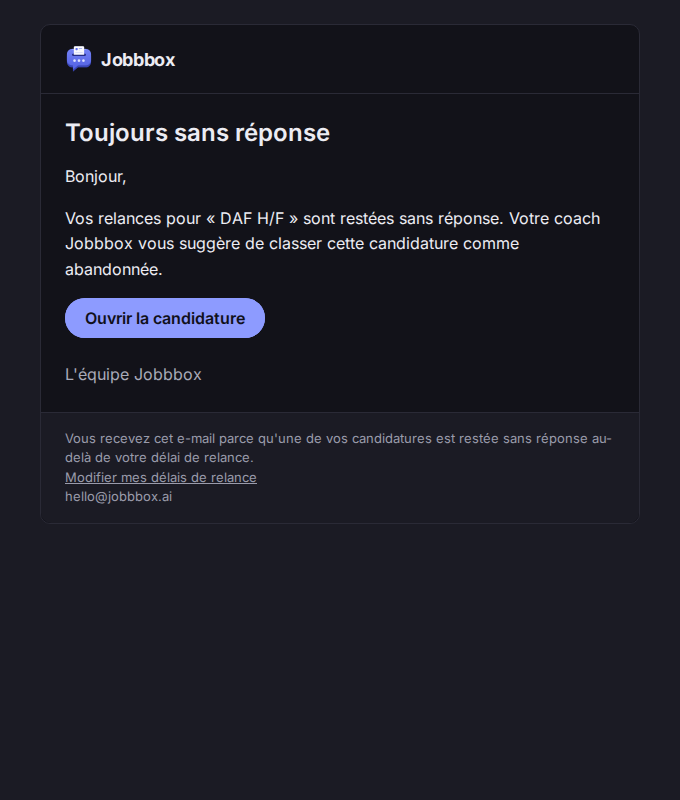 Jobbbox
Toujours sans réponse
Bonjour,
Vos relances pour « DAF H/F » sont restées sans réponse. Votre coach
Jobbbox vous suggère de classer cette candidature comme
abandonnée.
Ouvrir la candidature
L'équipe Jobbbox
Vous recevez cet e-mail parce qu'une de vos candidatures est restée sans réponse au-
delà de votre délai de relance.
Modifier mes délais de relance
hello@jobbbox.ai